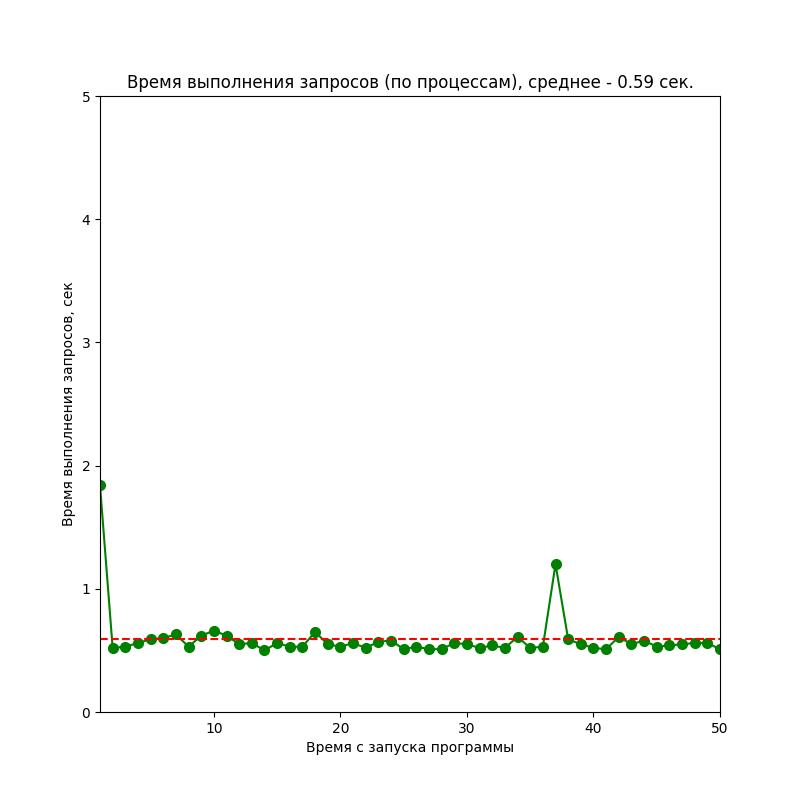 Время выполнения запросов (по процессам), среднее - 0.59 сек.
5
4
3
2
1
0
Время выполнения запросов, сек
10 20 30 40 50
Время с запуска программы